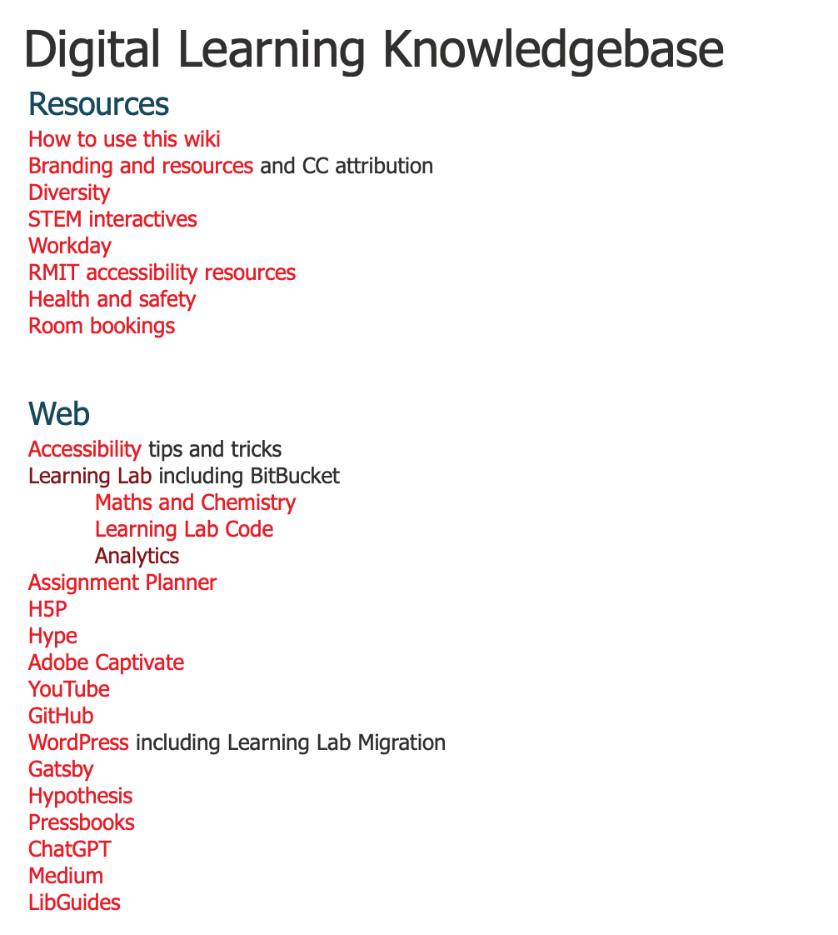 Digital Learning Knowledgebase
Resources
How to use this wiki
Branding and resources and CC attribution
Diversity
STEM interactives
Workday
RMIT accessibility resources
Health and safety
Room bookings
Web
Accessibility tips and tricks
Learning Lab including BitBucket
Maths and Chemistry
Learning Lab Code
Analytics
Assignment Planner
H5P
Hype
Adobe Captivate
YouTube
GitHub
WordPress including Learning Lab Migration
Gatsby
Hypothesis
Pressbooks
ChatGPT
Medium
LibGuides